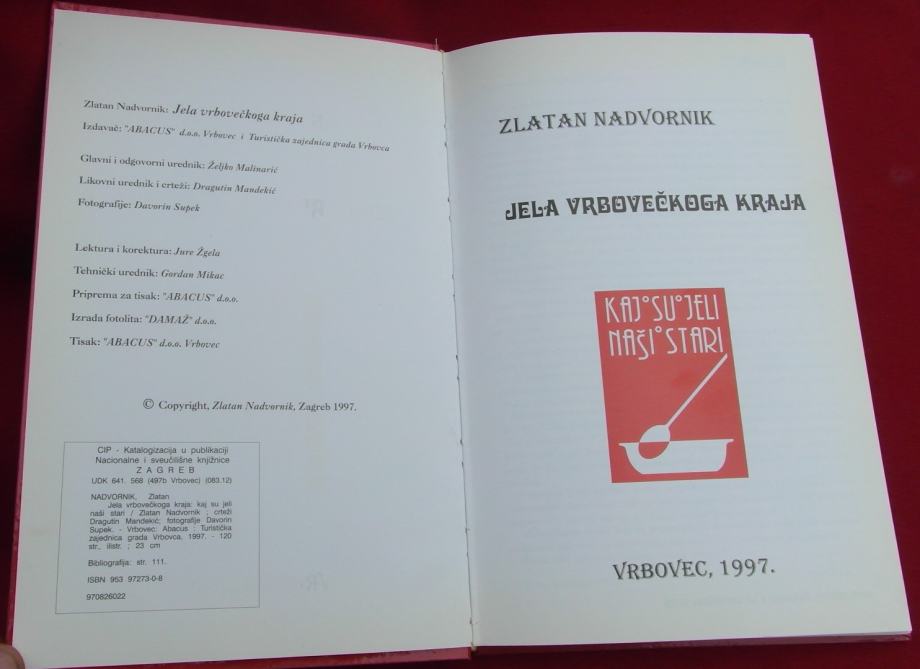 Zlatan Nadvornik: Jela vrbovečkoga kraja
Izdavač: "ABACUS" d.o.o. Vrbovec i Turistička zajednica grada Vrbovca
Glavni i odgovorni urednik: Željko Malinarić
Likovni urednik i crteži: Dragutin Mandekić
Fotografije: Davorin Supek
Lektura i korektura: Jure Žgela
Tehnički urednik: Gordan Mikac
Priprema za tisak: "ABACUS" d.o.o.
Izrada fotolita: "DAMAŽ" d.o.o.
Tisak: "ABACUS" d.o.o. Vrbovec
© Copyright, Zlatan Nadvornik, Zagreb 1997.
CIP - Katalogizacija u publikaciji
Nacionalne i sveučilišne knjižnice
Z A G R E B
UDK 641. 568 (497b Vrbovec) (083.12)
NADVORNIK, Zlatan
Jela vrbovečkoga kraja: kaj su jeli
naši stari / Zlatan Nadvornik ; crteži
Dragutin Mandekić; fotografije Davorin
Supek. - Vrbovec: Abacus : Turistička
zajednica grada Vrbovca, 1997. - 120
str., ilistr. ; 23 cm
Bibliografija: str. 111.
ISBN 953 97273-0-8
970826022
ZLATAN NADVORNIK
JELA VRBOVEČKOGA KRAJA
KAJ°SU°JELI
NAŠI°STARI
VRBOVEC, 1997.